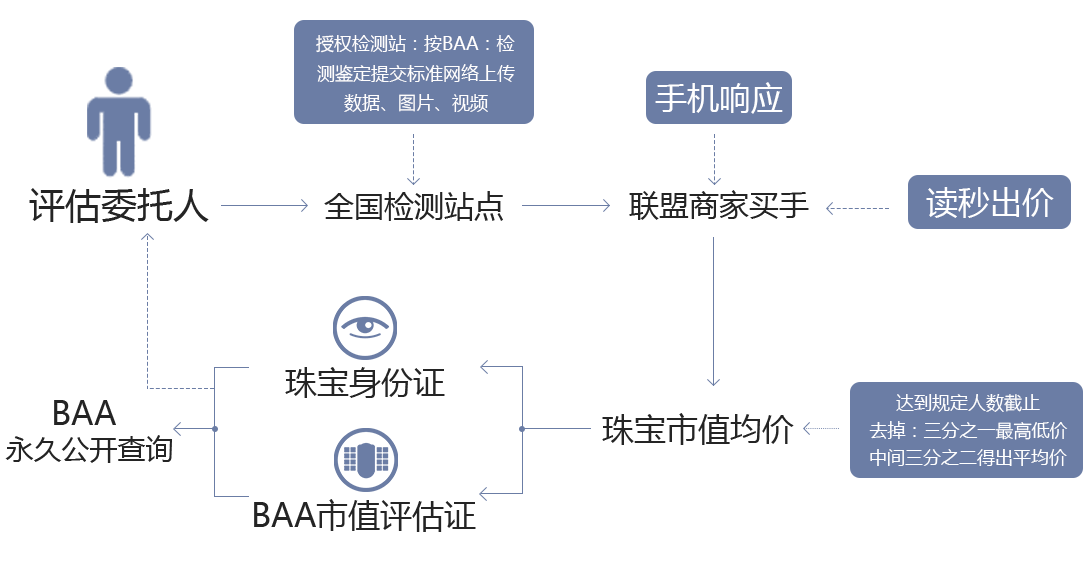 授权检测站：按BAA：检
测鉴定提交标准网络上传
数据、图片、视频
手机响应
评估委托人
全国检测站点
联盟商家买手
读秒出价
珠宝身份证
BAA
永久公开查询
珠宝市值均价
达到规定人数截止
去掉：三分之一最高低价
中间三分之二得出平均价
BAA市值评估证